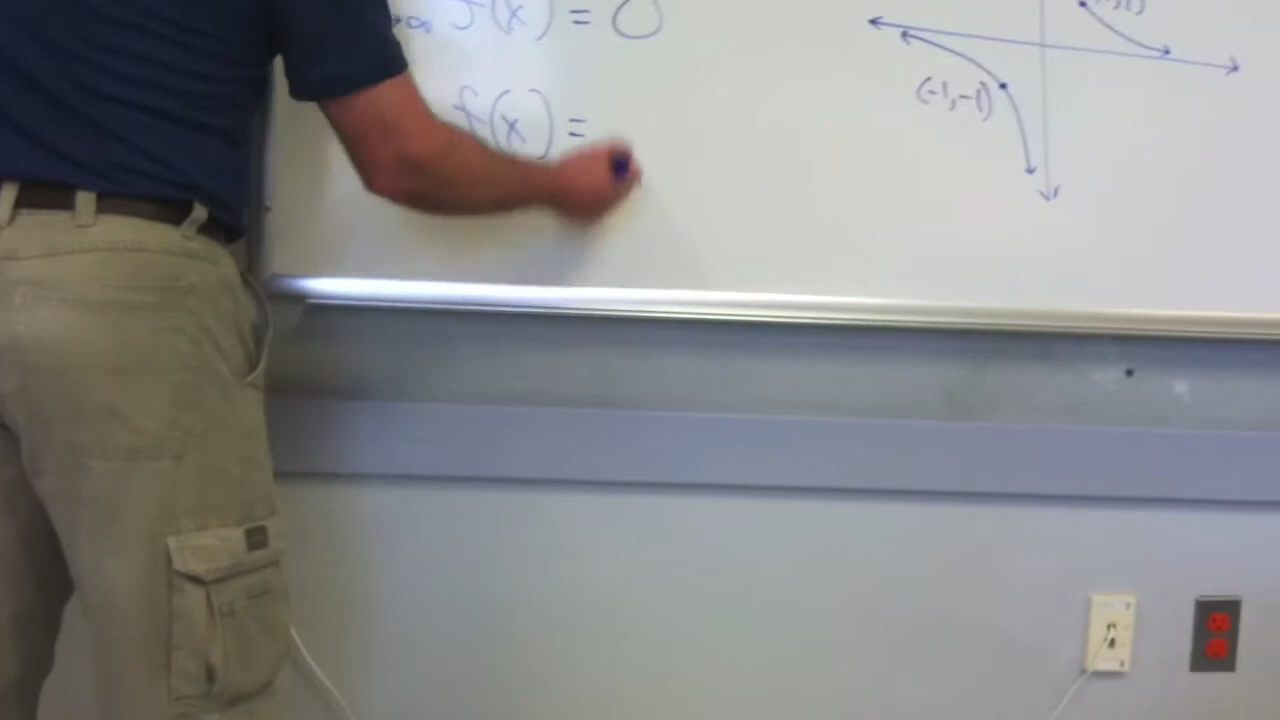 ∞ f(x) = 0
f(x) =
(-1,-1)